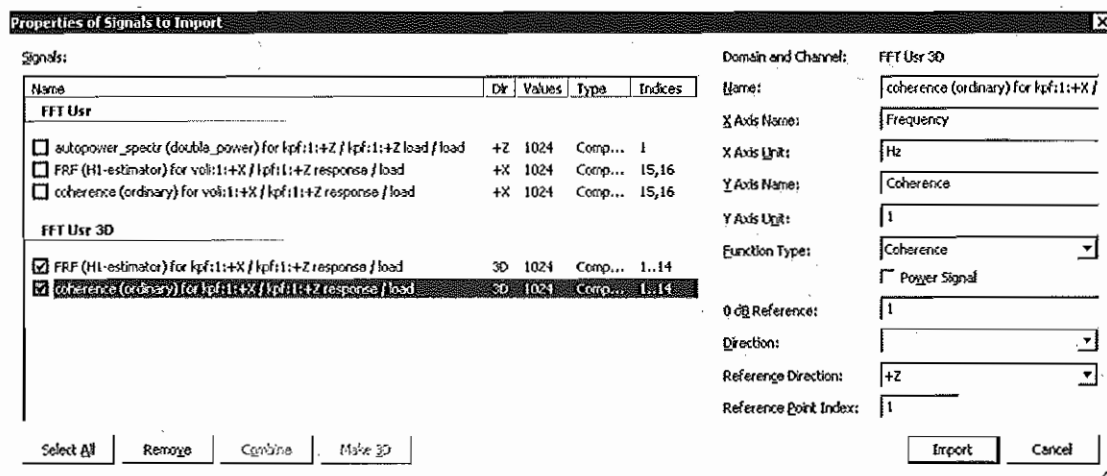 Properties of Signals to Import
Signals:
Name Dir Values Type Indices
FFT Usr
autopower_spectr (double_power) for kpf:1:+Z / kpf:1:+Z load / load +Z 1024 Comp... 1
FRF (H1-estimator) for voli:1:+X / kpf:1:+Z response / load +X 1024 Comp... 15,16
coherence (ordinary) for voli:1:+X / kpf:1:+Z response / load +X 1024 Comp... 15,16
FFT Usr 3D
FRF (H1-estimator) for kpf:1:+X / kpf:1:+Z response / load 3D 1024 Comp... 1..14
coherence (ordinary) for kpf:1:+X / kpf:1:+Z response / load 3D 1024 Comp... 1..14
Select All Remove Combine Make 3D
Domain and Channel: FFT Usr 3D
Name: coherence (ordinary) for kpf:1:+X /
X Axis Name: Frequency
X Axis Unit: Hz
Y Axis Name: Coherence
Y Axis Unit: 1
Function Type: Coherence
Power Signal
0 dB Reference: 1
Direction:
Reference Direction: +Z
Reference Point Index: 1
Import Cancel